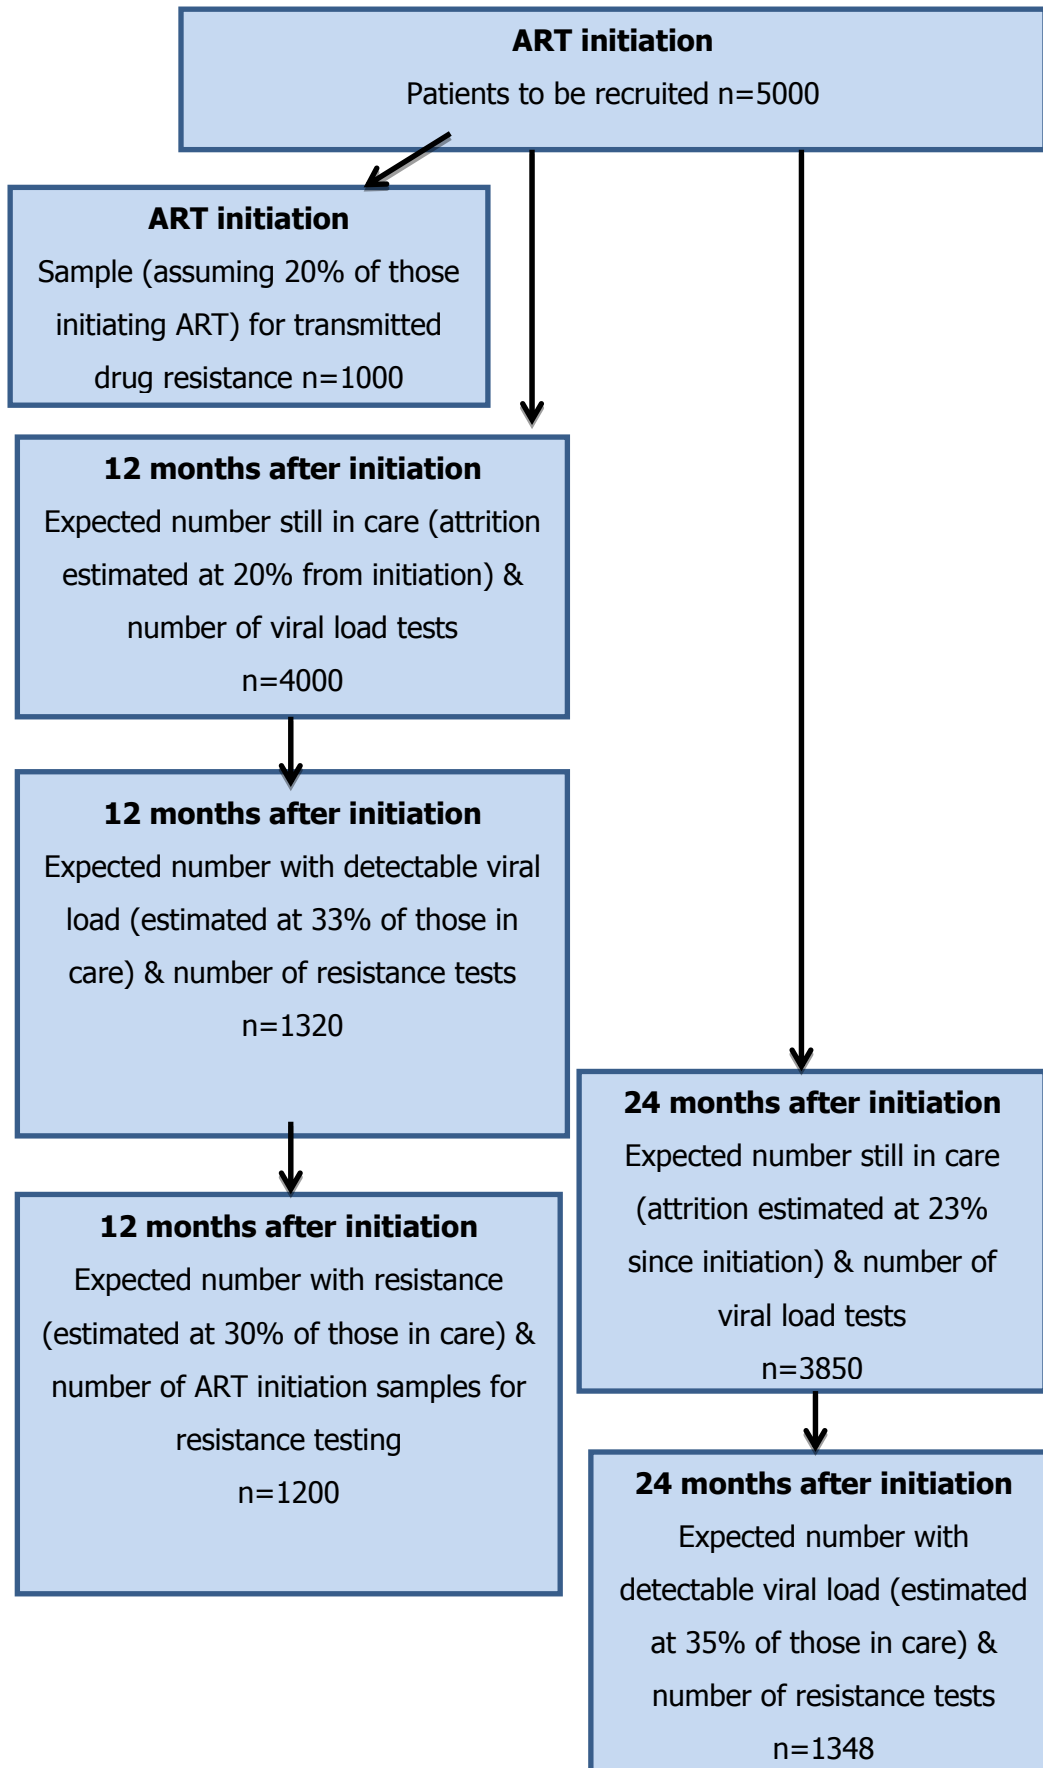 ART initiation
Patients to be recruited n=5000
ART initiation
Sample (assuming 20% of those
initiating ART) for transmitted
drug resistance n=1000
12 months after initiation
Expected number still in care (attrition
estimated at 20% from initiation) &
number of viral load tests
n=4000
12 months after initiation
Expected number with detectable viral
load (estimated at 33% of those in
care) & number of resistance tests
n=1320
12 months after initiation
Expected number with resistance
(estimated at 30% of those in care) &
number of ART initiation samples for
resistance testing
n=1200
24 months after initiation
Expected number still in care
(attrition estimated at 23%
since initiation) & number of
viral load tests
n=3850
24 months after initiation
Expected number with
detectable viral load (estimated
at 35% of those in care) &
number of resistance tests
n=1348